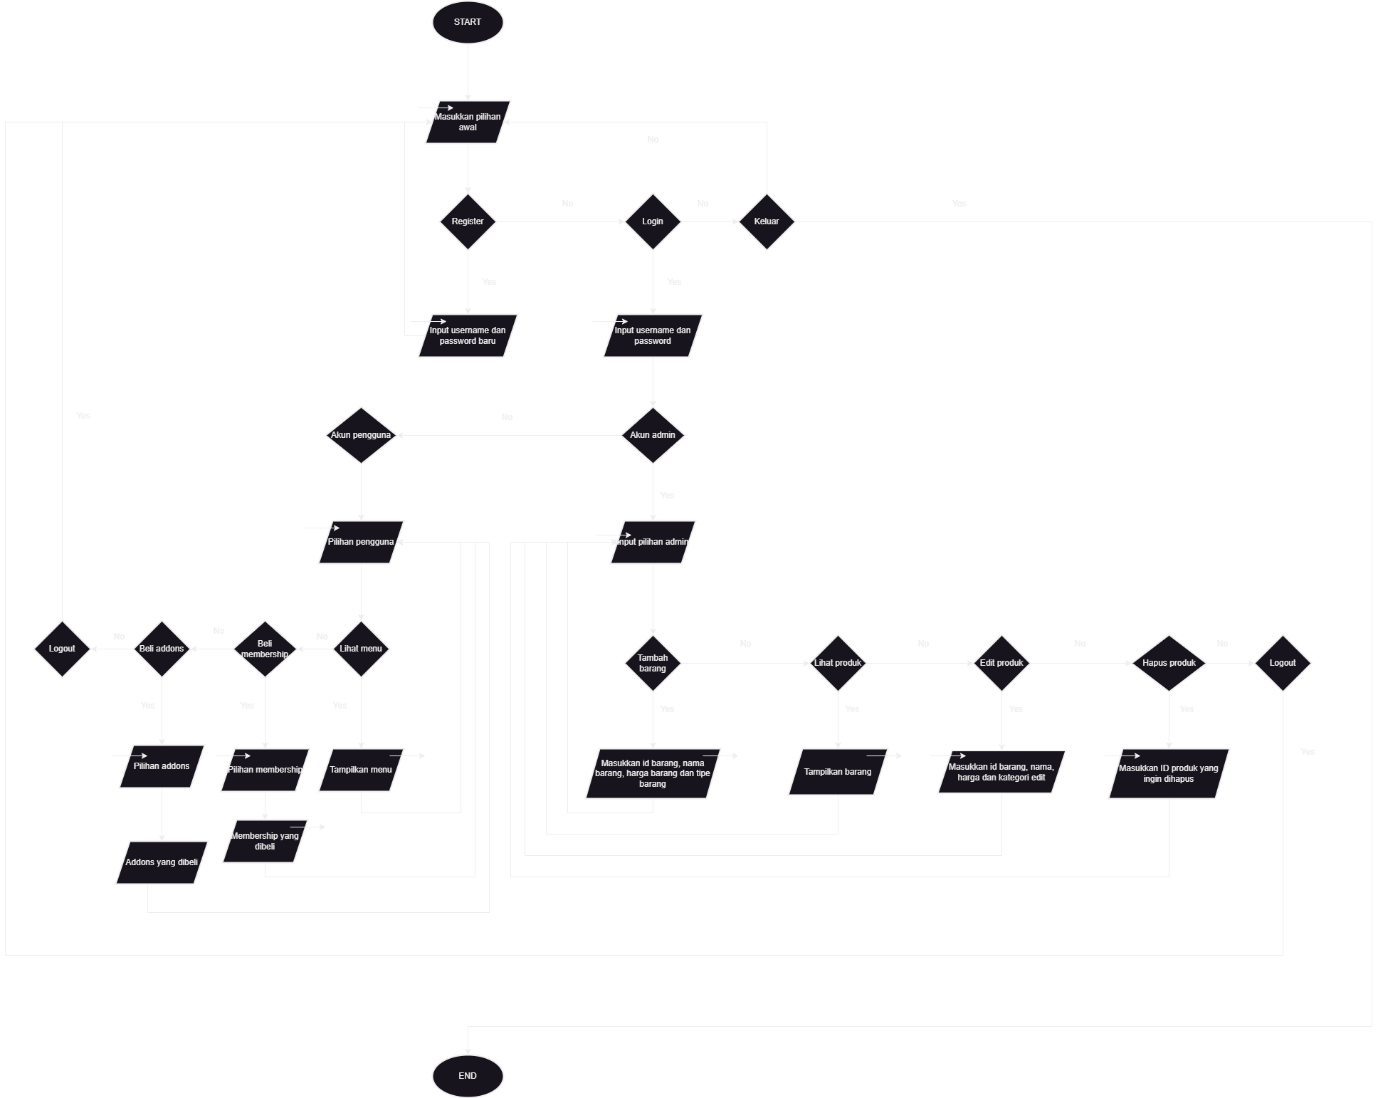 START
Masukkan pilihan
awal
No
Register
No
Login
No
Keluar
Yes
Yes
Yes
Input username dan
password baru
Input username dan
password
Yes
Akun pengguna
No
Akun admin
Yes
Pilihan pengguna
Input pilihan admin
Logout
No
Beli addons
No
Beli
membership
No
Lihat menu
Tambah
barang
No
Lihat produk
No
Edit produk
No
Hapus produk
No
Logout
Yes
Yes
Yes
Yes
Yes
Yes
Yes
Yes
Pilihan addons
Pilihan membership
Tampilkan menu
Masukkan id barang, nama
barang, harga barang dan tipe
barang
Tampilkan barang
Masukkan id barang, nama,
harga dan kategori edit
Masukkan ID produk yang
ingin dihapus
Membership yang
dibeli
Addons yang dibeli
END